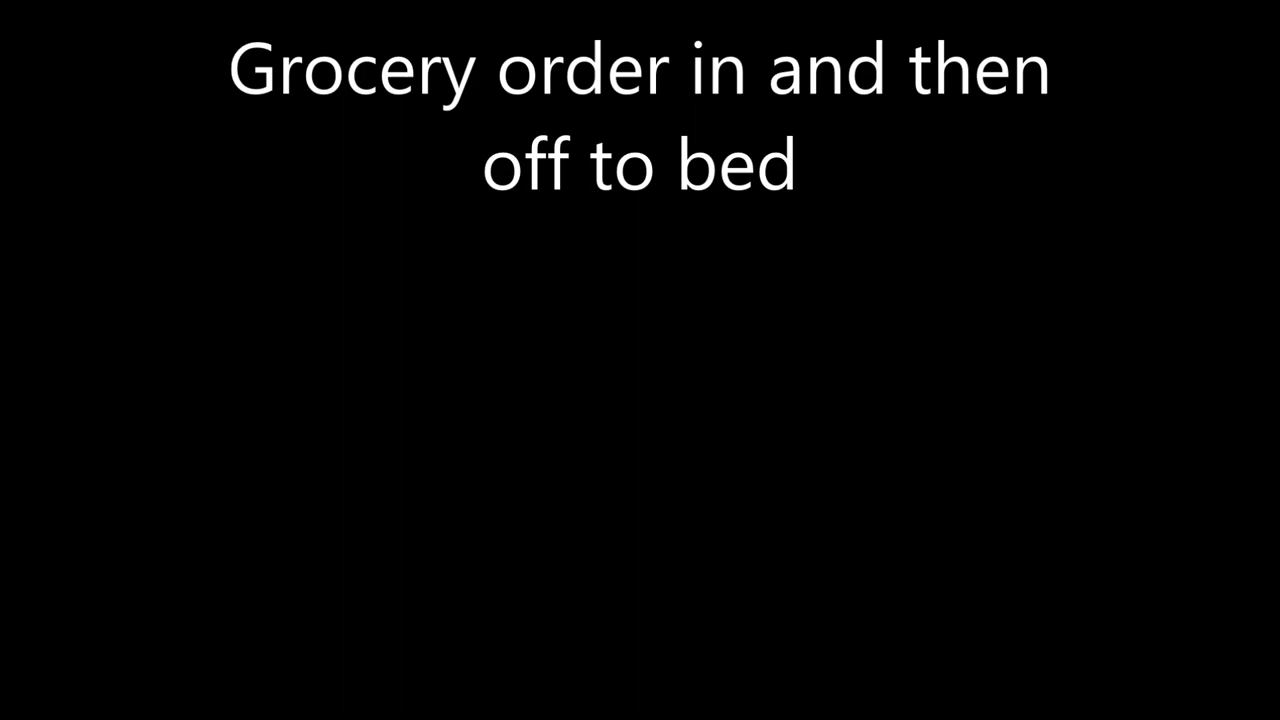 Grocery order in and then
off to bed